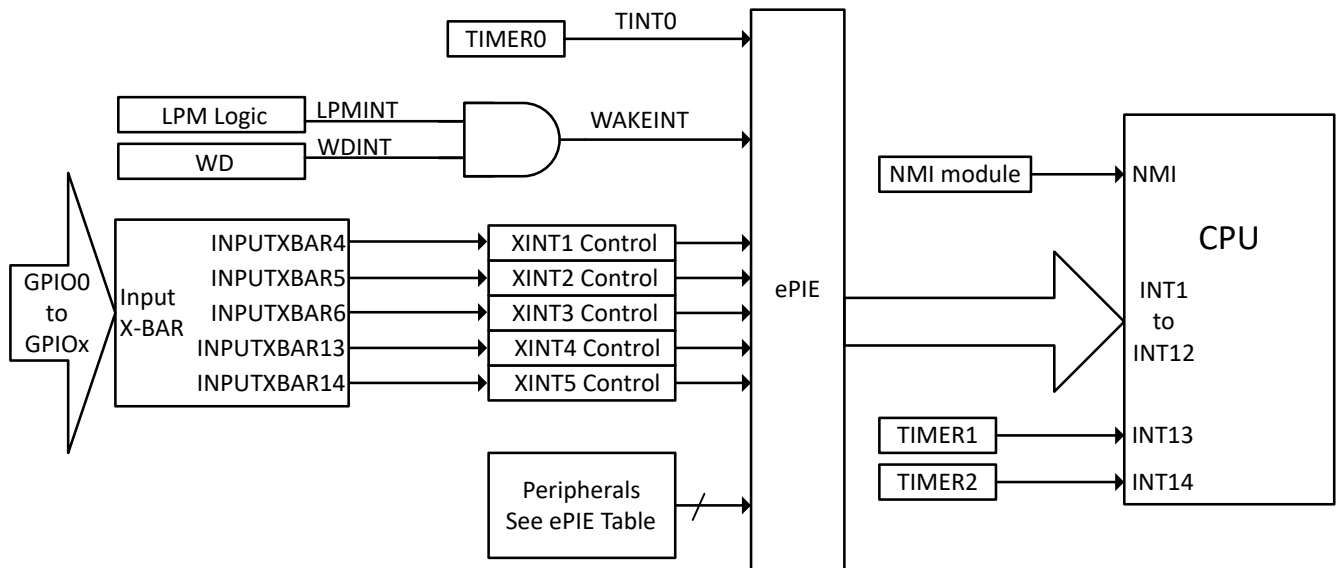 TINT0
TIMER0
LPM Logic
LPMINT
WD
WDINT
WAKEINT
NMI module
NMI
CPU
GPIO0
to
GPIOx
Input
X-BAR
INPUTXBAR4
INPUTXBAR5
INPUTXBAR6
INPUTXBAR13
INPUTXBAR14
XINT1 Control
XINT2 Control
XINT3 Control
XINT4 Control
XINT5 Control
ePIE
INT1
to
INT12
TIMER1
INT13
TIMER2
INT14
Peripherals
See ePIE Table